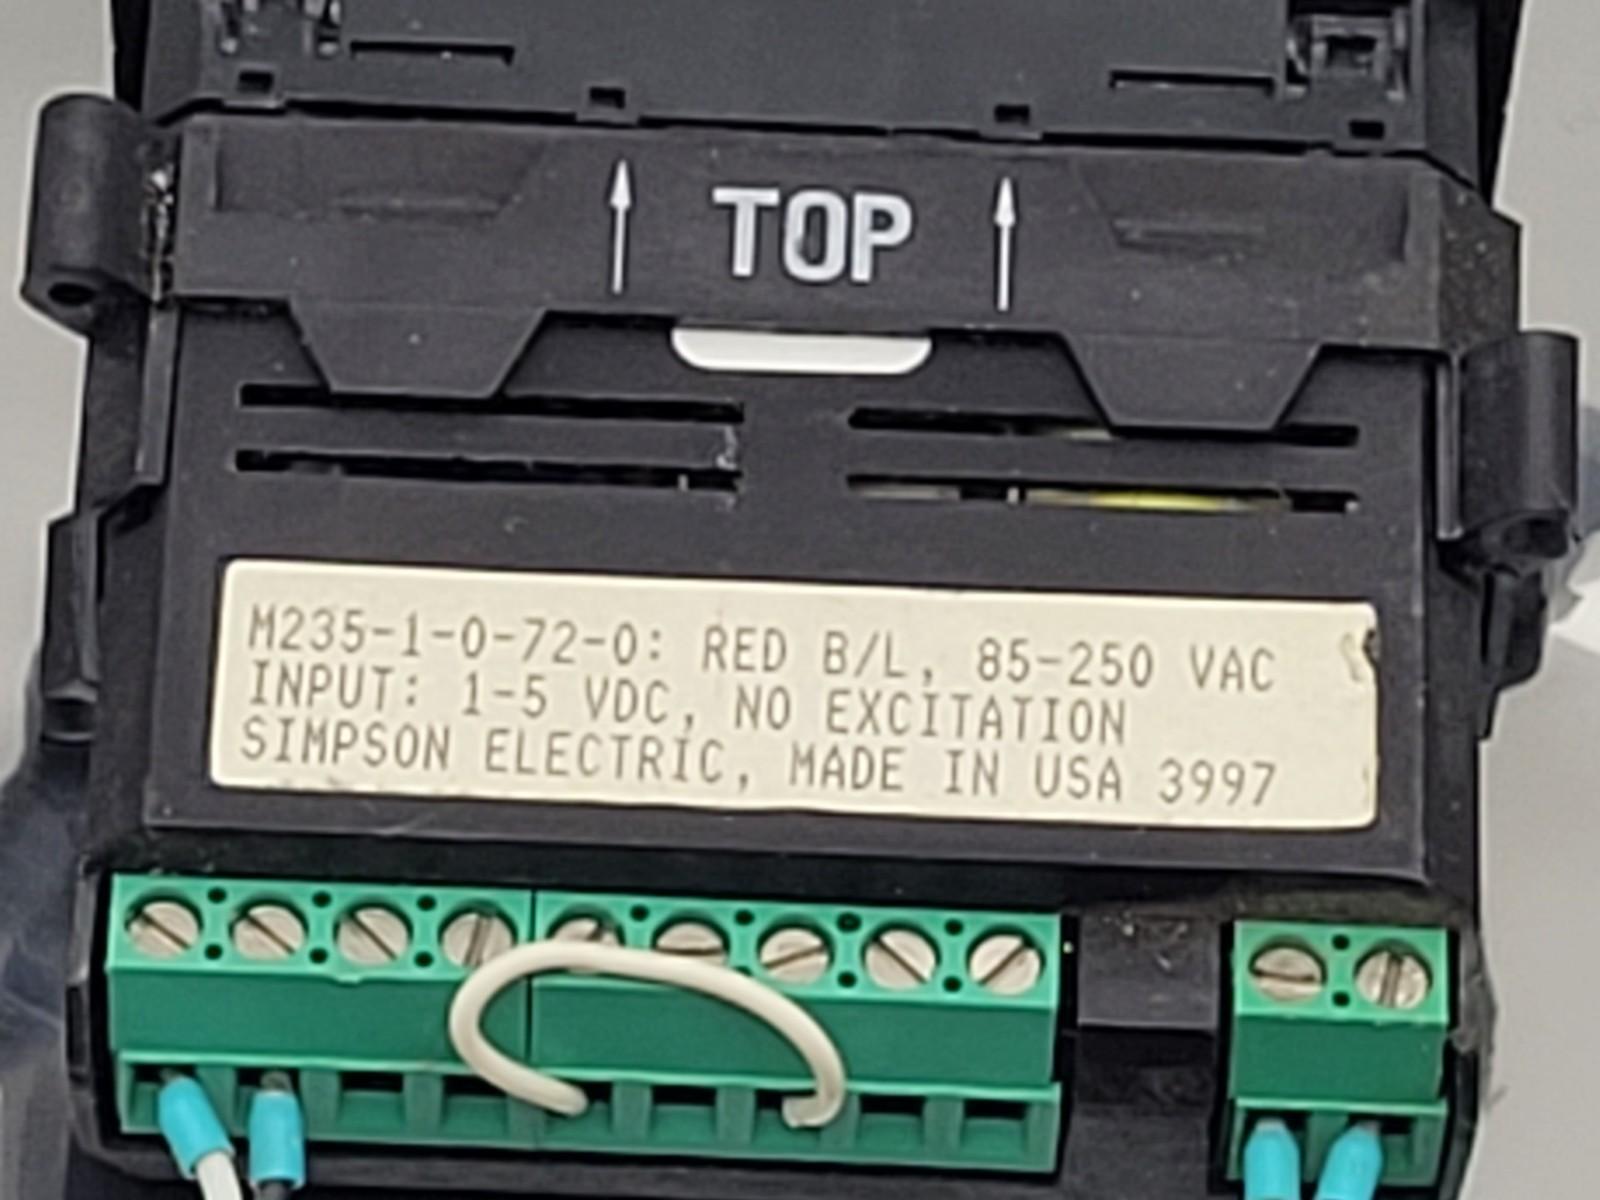 TOP
M235-1-0-72-0: RED B/L, 85-250 VAC
INPUT: 1-5 VDC, NO EXCITATION
SIMPSON ELECTRIC, MADE IN USA 3997